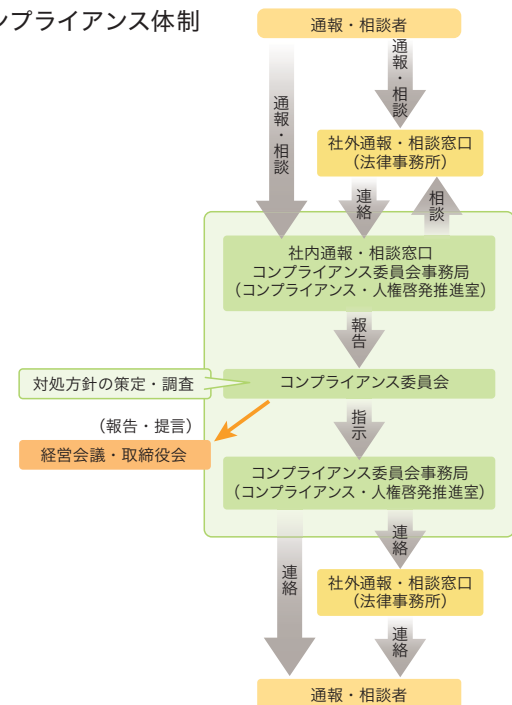 ンプライアンス体制
通報・相談者
通報・相談
通報・相談
社外通報・相談窓口
（法律事務所）
連絡
相談
社内通報・相談窓口
コンプライアンス委員会事務局
（コンプライアンス・人権啓発推進室）
報告
対処方針の策定・調査
コンプライアンス委員会
（報告・提言）
指示
経営会議・取締役会
コンプライアンス委員会事務局
（コンプライアンス・人権啓発推進室）
連絡
連絡
社外通報・相談窓口
（法律事務所）
連絡
通報・相談者